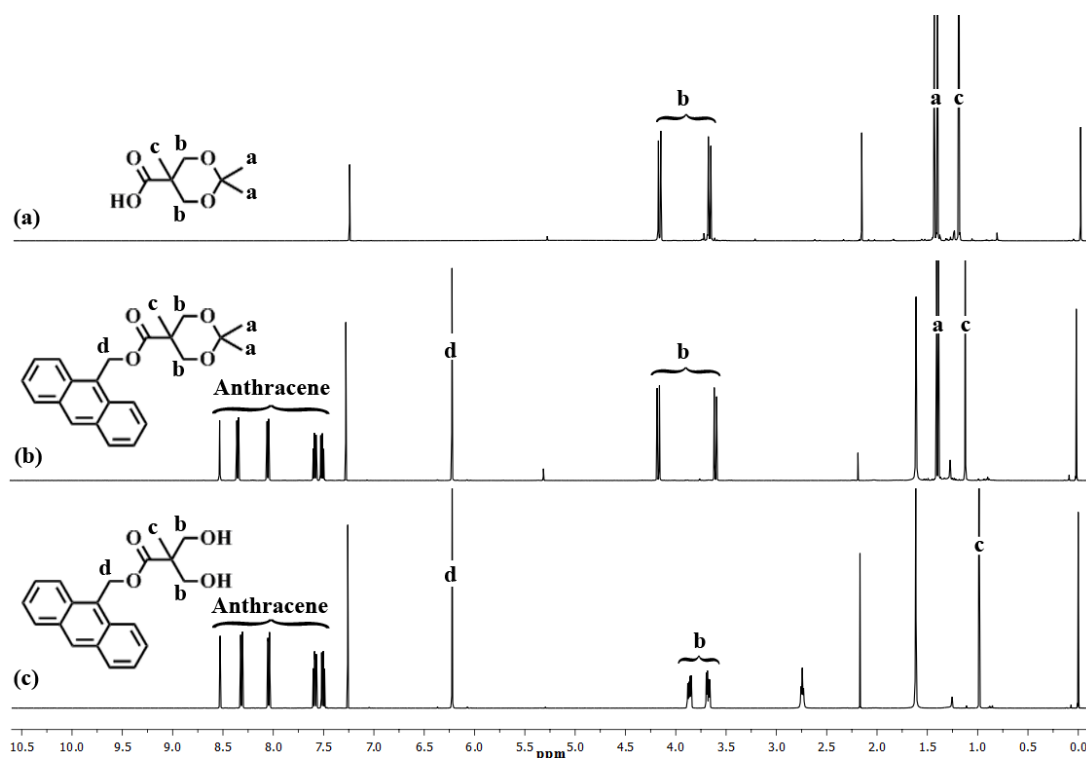 b
a c
c b
O O a
HO O a
b
(a)
b
a c
c b
O O a
d O O a
b
d
Anthracene
(b)
b
c OH
O
d O OH
b
d
c
Anthracene
b
(c)
10.5 10.0 9.5 9.0 8.5 8.0 7.5 7.0 6.5 6.0 5.5 5.0 4.5 4.0 3.5 3.0 2.5 2.0 1.5 1.0 0.5 0.0
ppm